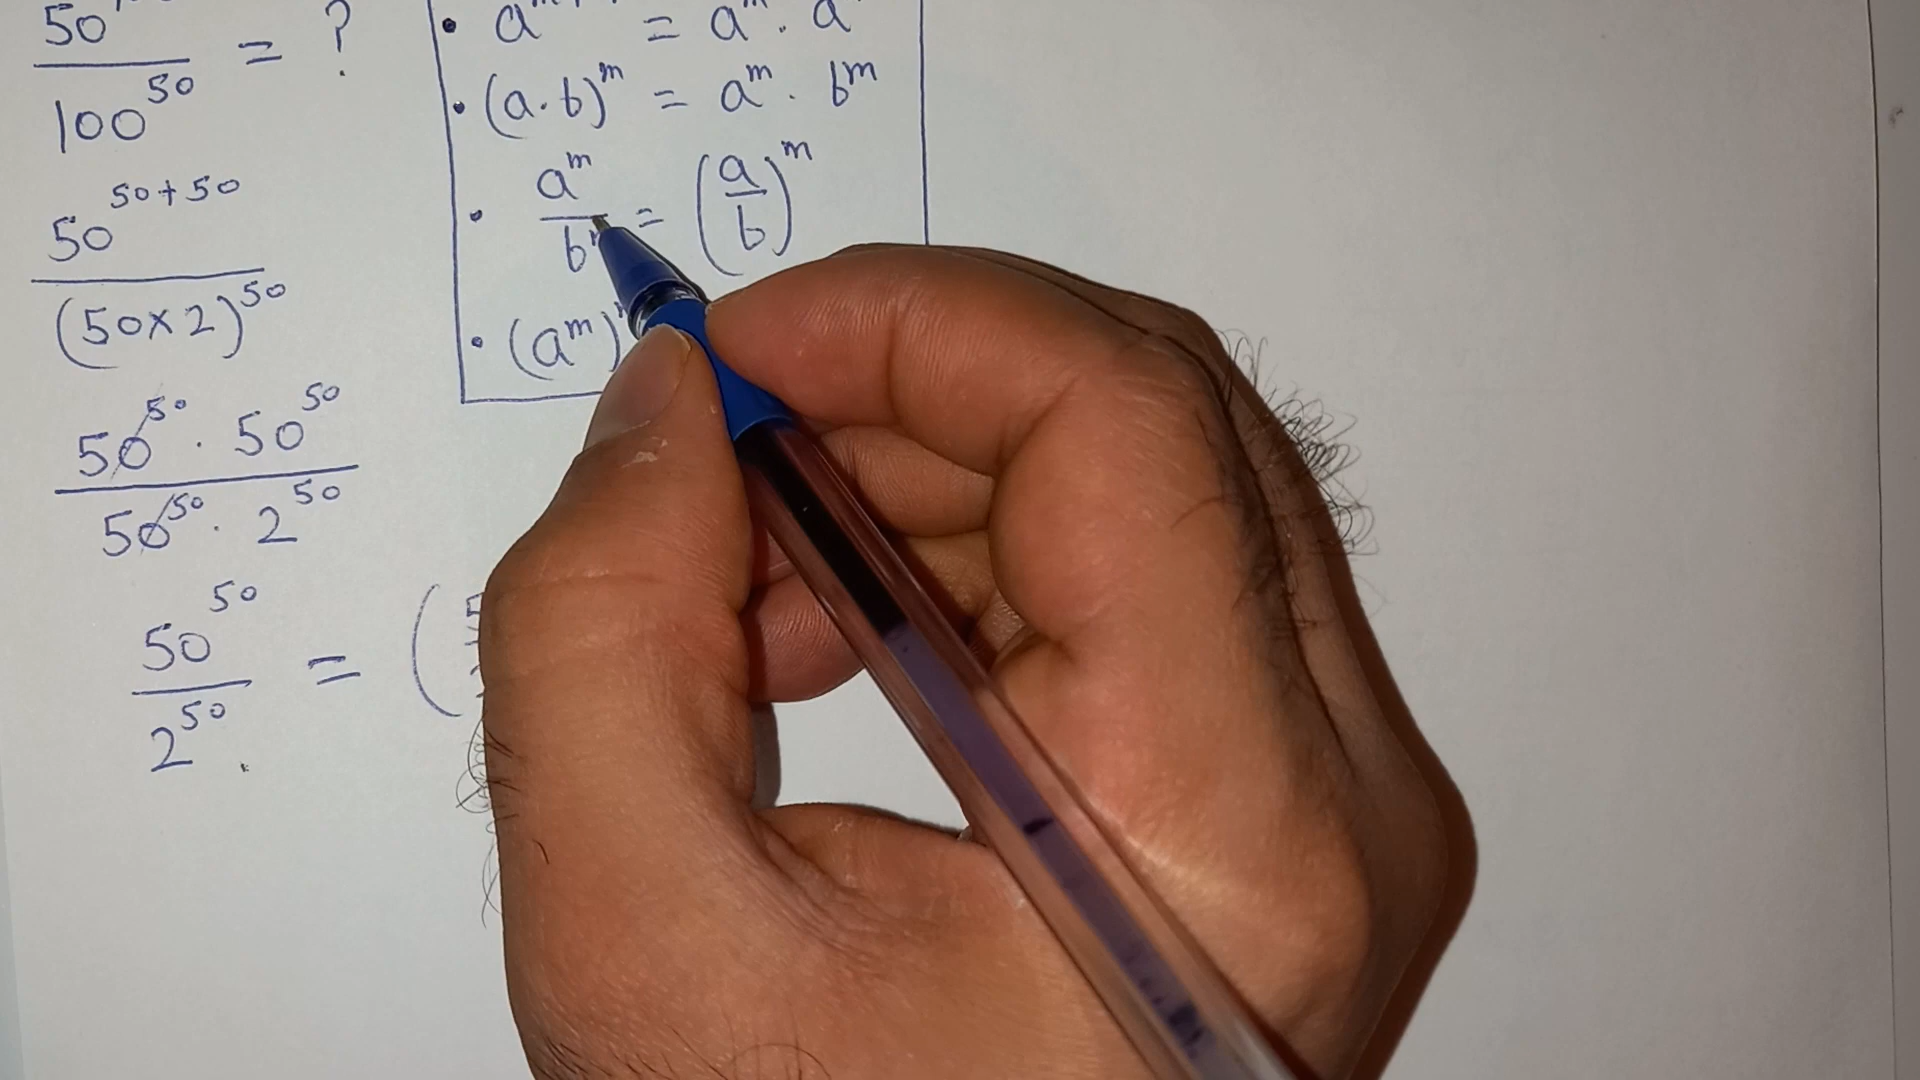 50
── = ?
100^50
50^(50+50)
──
(50×2)^50
50^50 · 50^50
──
50^50 · 2^50
50^50
── = (
2^50
• a^m = a^m · a
• (a·b)^m = a^m · b^m
• a^m/b = (a/b)^m
• (a^m)